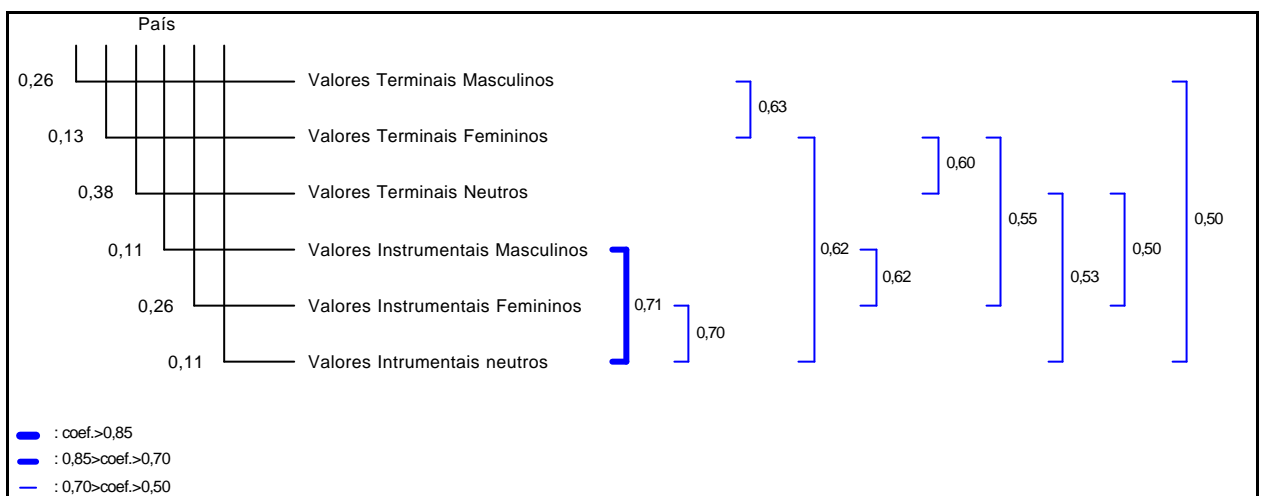 País
0,26 Valores Terminais Masculinos
0,63
0,13 Valores Terminais Femininos
0,60
0,38 Valores Terminais Neutros
0,55 0,50
0,11 Valores Instrumentais Masculinos 0,62 0,50
0,62 0,53
0,26 Valores Instrumentais Femininos 0,71
0,70
0,11 Valores Intrumentais neutros
: coef.>0,85
: 0,85>coef.>0,70
: 0,70>coef.>0,50